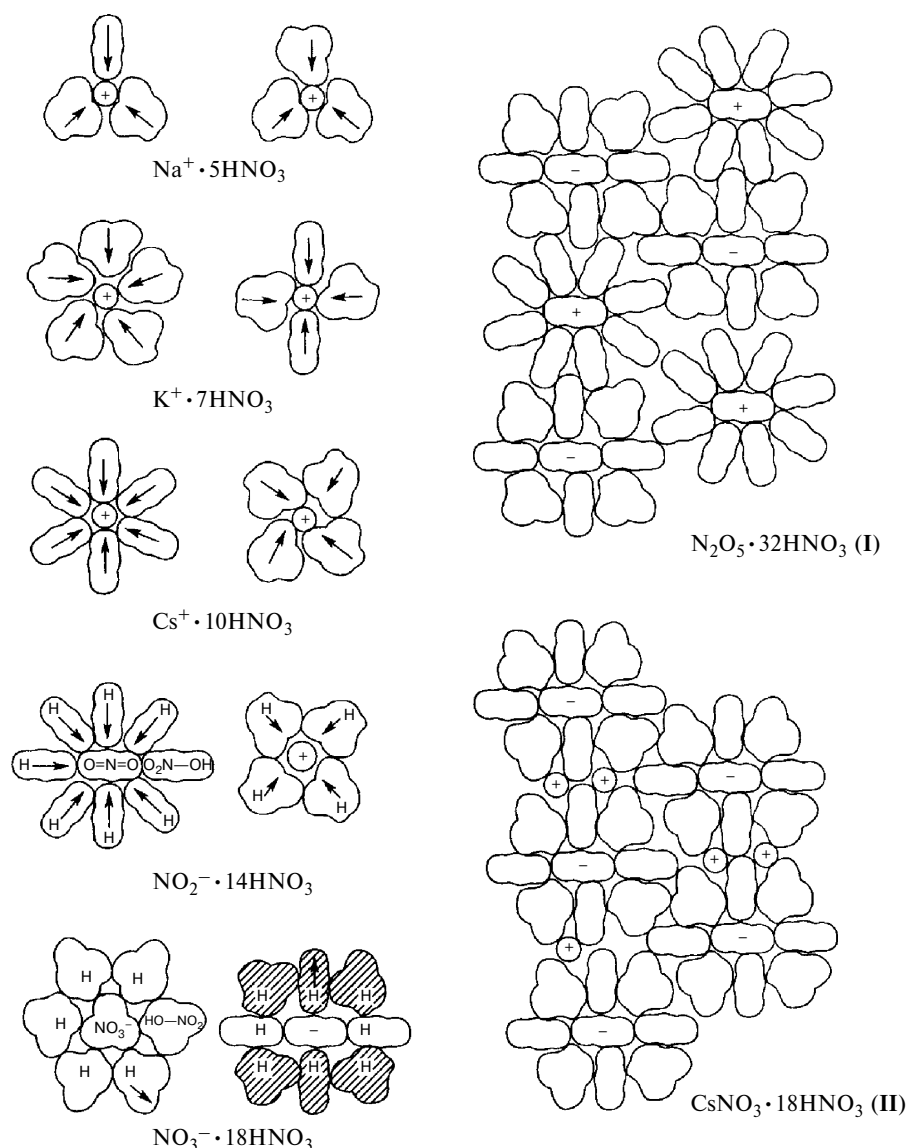 + +
Na⁺ · 5HNO₃
+ +
K⁺ · 7HNO₃
+ +
Cs⁺ · 10HNO₃
H H H
H O=N=O O₂N—OH
H H H
H H
+
H H
NO₂⁻ · 14HNO₃
H H
H NO₃⁻ HO—NO₂
H H
H H H
H − H
H H H
NO₃⁻ · 18HNO₃
+
−
−
+
+
−
N₂O₅ · 32HNO₃ (I)
−
−
+ +
−
+ +
−
+
−
CsNO₃ · 18HNO₃ (II)